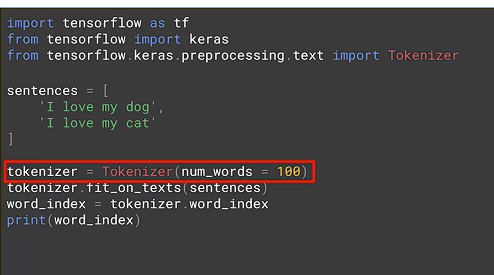 import tensorflow as tf
from tensorflow import keras
from tensorflow.keras.preprocessing.text import Tokenizer
sentences = [
'I love my dog',
'I love my cat'
]
tokenizer = Tokenizer(num_words = 100)
tokenizer.fit_on_texts(sentences)
word_index = tokenizer.word_index
print(word_index)